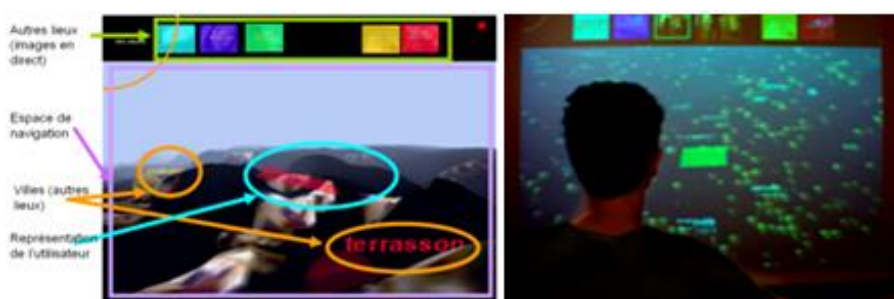 Autres lieux
(images en
direct)
Espace de
navigation
Villes (autres
lieux)
Représentation
de l'utilisateur
terrasson